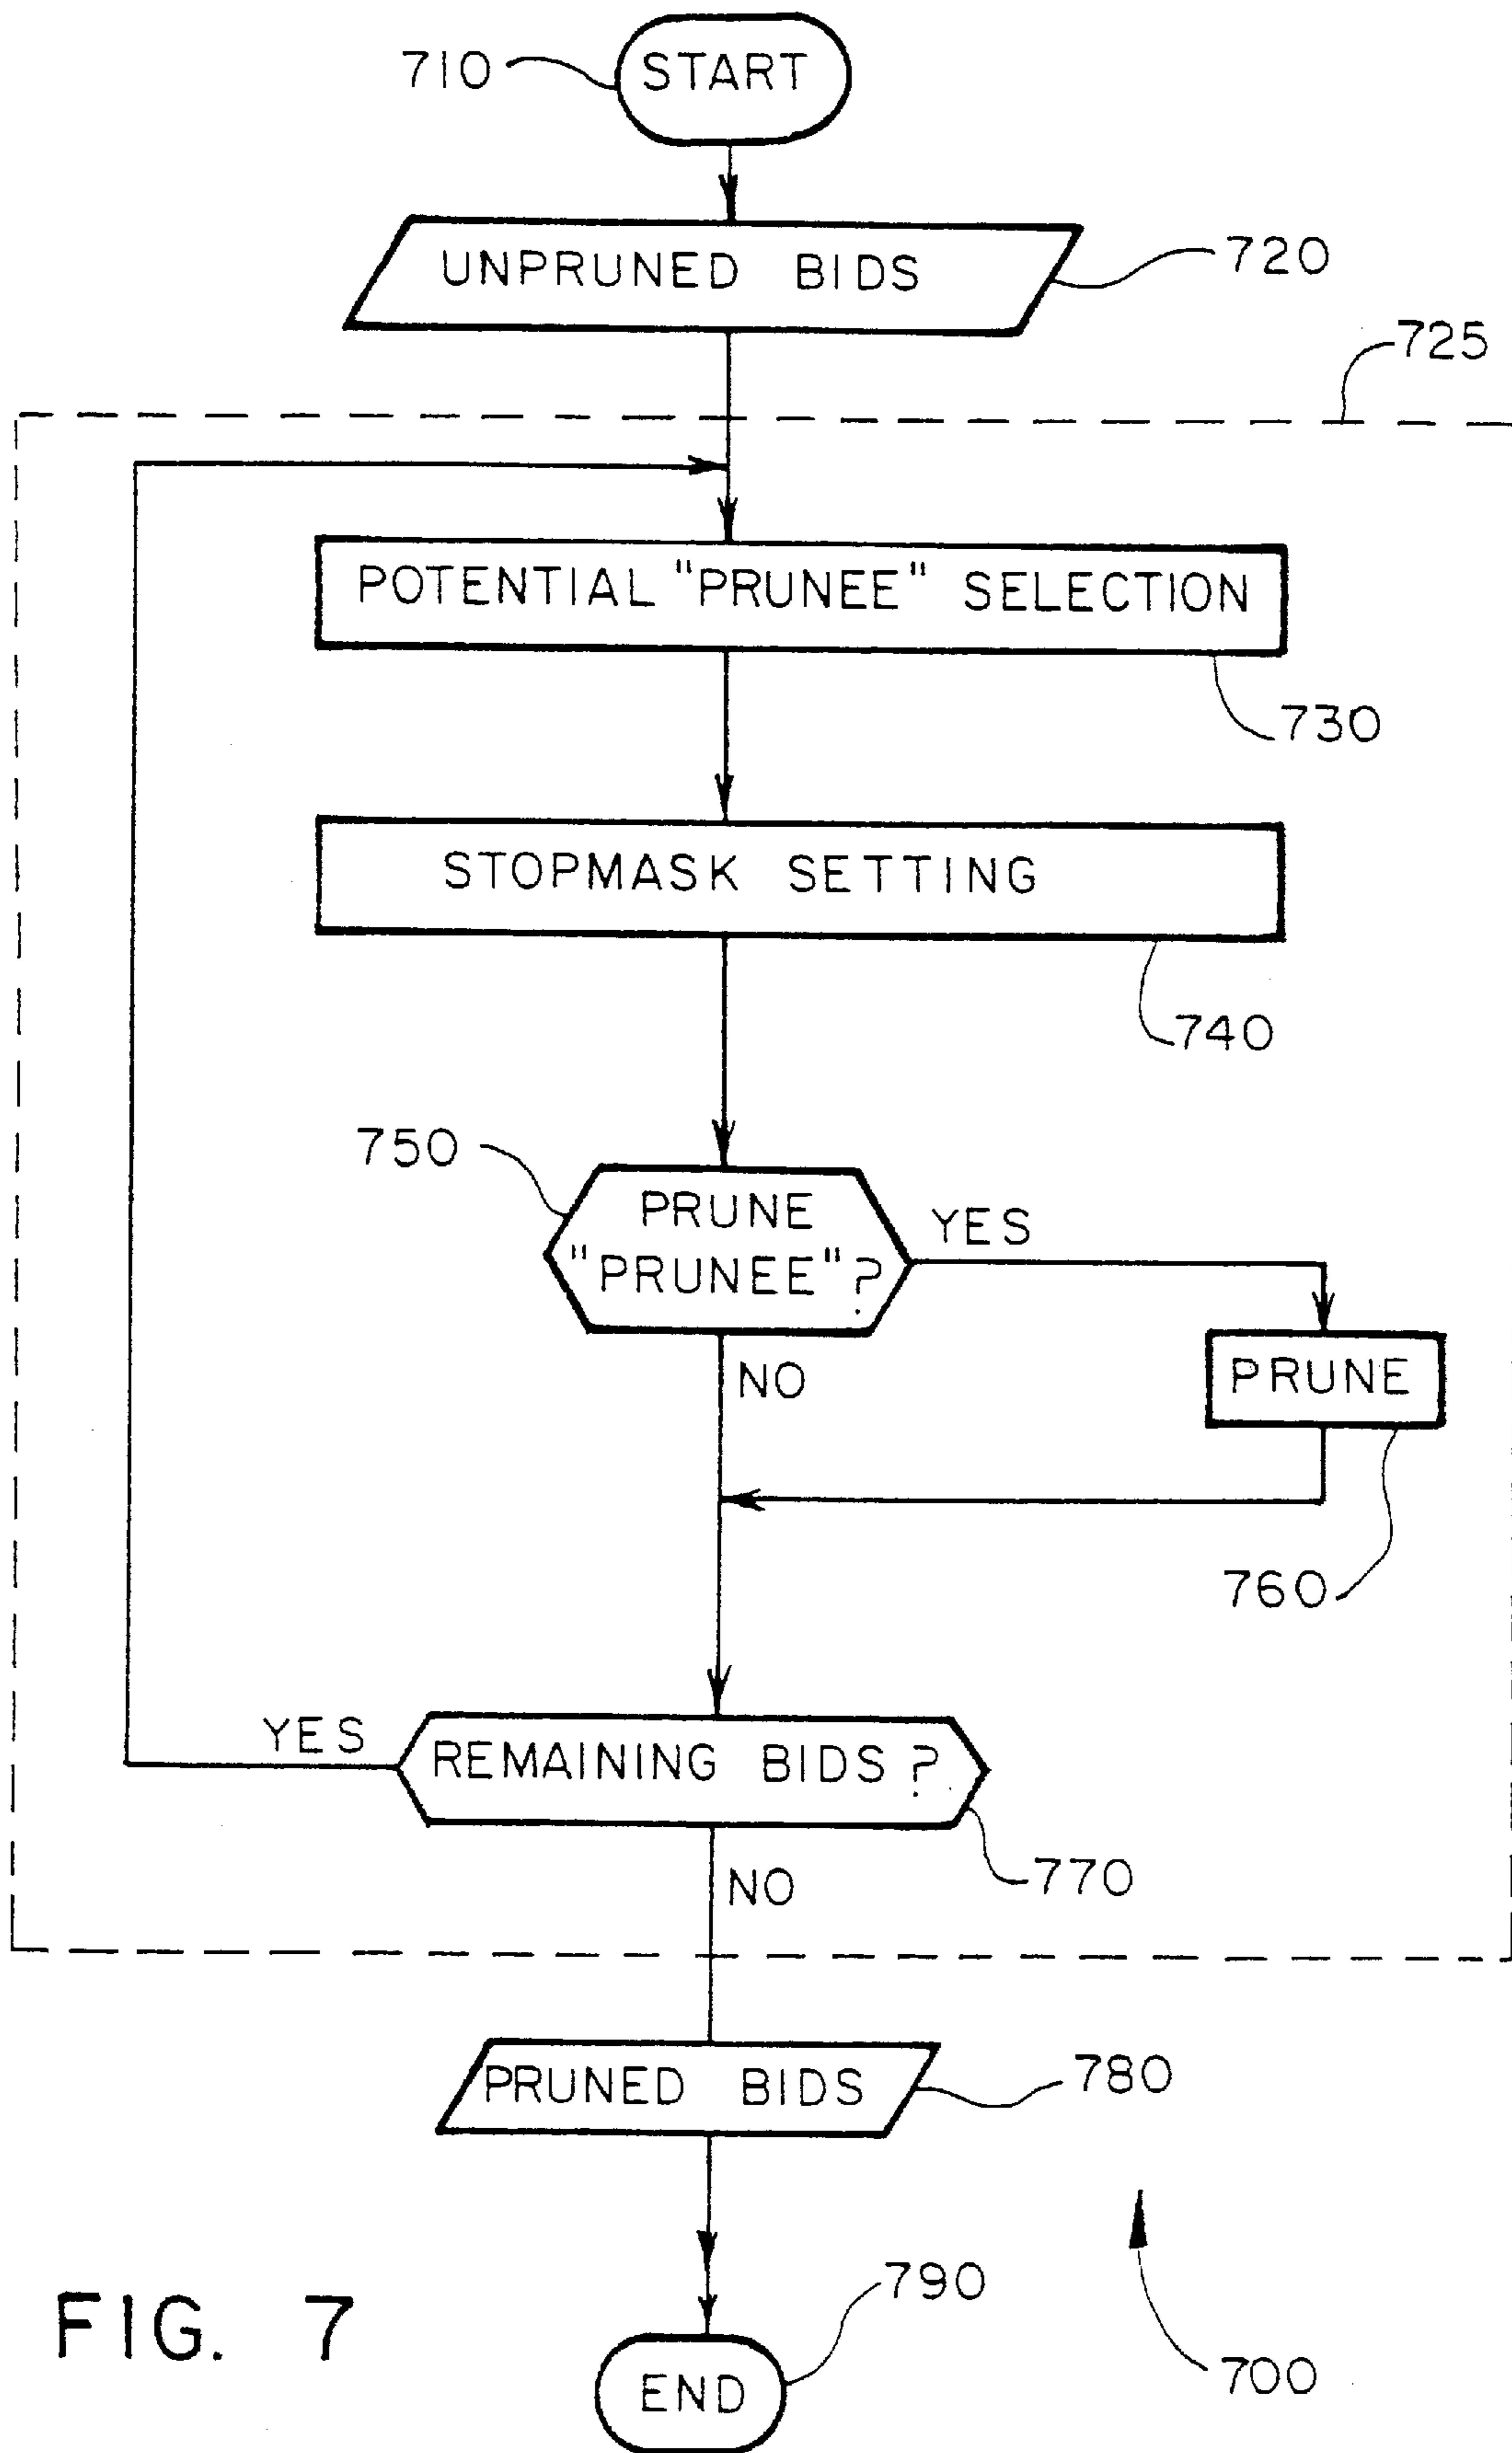 710
START
UNPRUNED BIDS
720
725
POTENTIAL "PRUNEE" SELECTION
730
STOPMASK SETTING
740
750
PRUNE
"PRUNEE"?
YES
NO
PRUNE
760
YES
REMAINING BIDS?
770
NO
PRUNED BIDS
780
790
END
700
FIG. 7